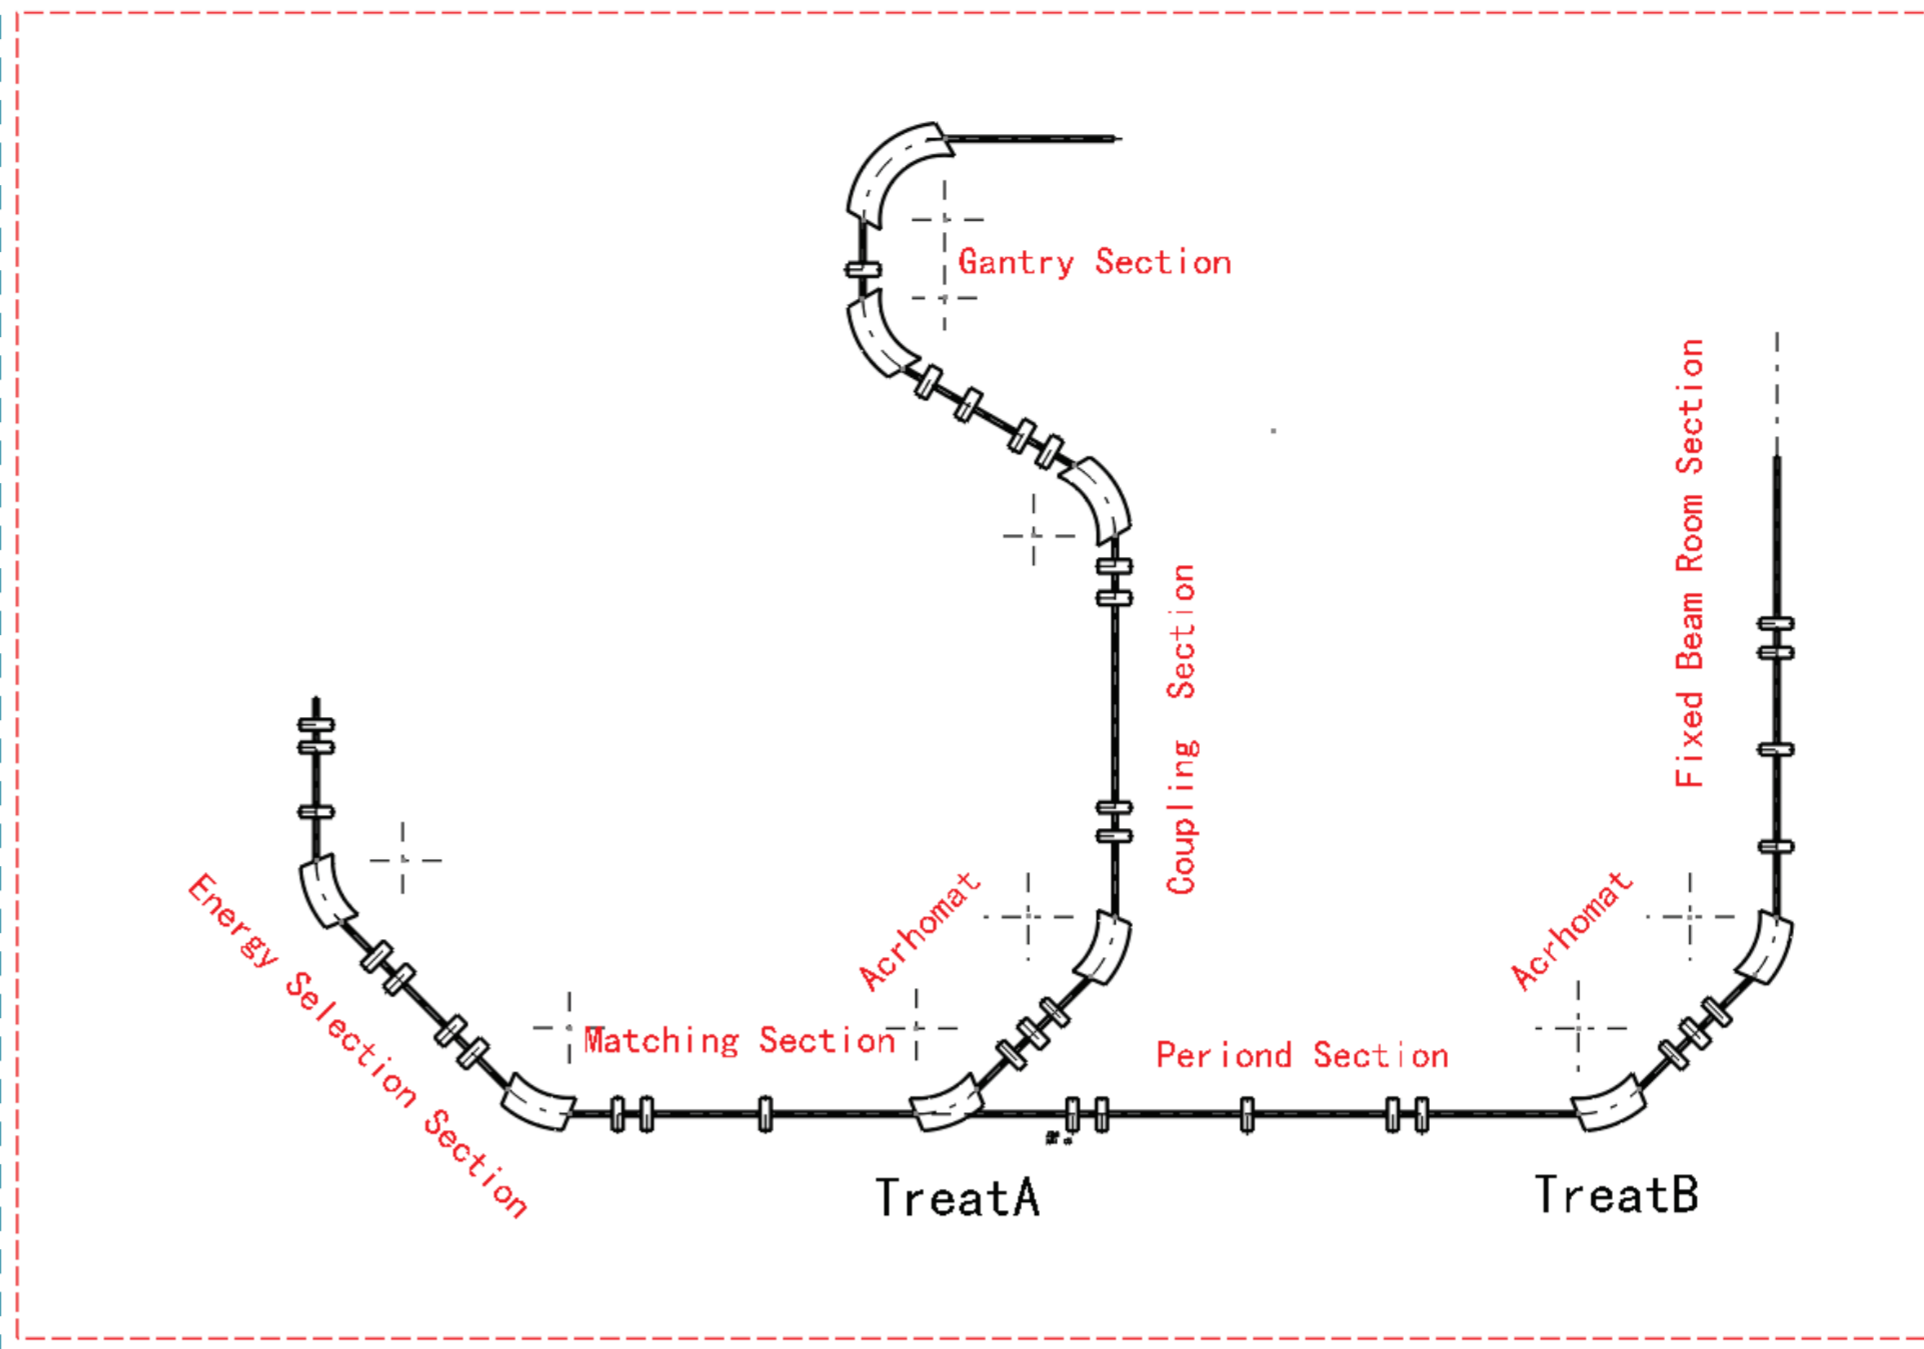 Gantry Section
Fixed Beam Room Section
Coupling Section
Energy Selection Section
Acrhomat
Acrhomat
Matching Section
Periond Section
TreatA
TreatB